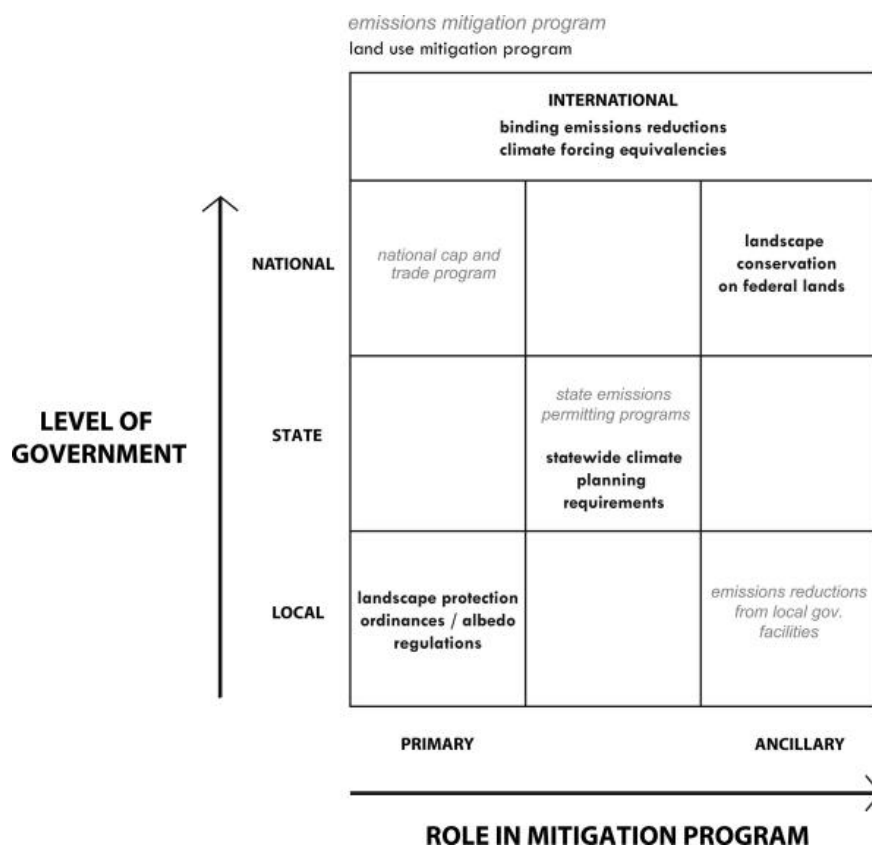 emissions mitigation program
land use mitigation program
INTERNATIONAL
binding emissions reductions
climate forcing equivalencies
NATIONAL
national cap and
trade program
landscape
conservation
on federal lands
LEVEL OF
GOVERNMENT
STATE
state emissions
permitting programs
statewide climate
planning
requirements
LOCAL
landscape protection
ordinances / albedo
regulations
emissions reductions
from local gov.
facilities
PRIMARY
ANCILLARY
ROLE IN MITIGATION PROGRAM